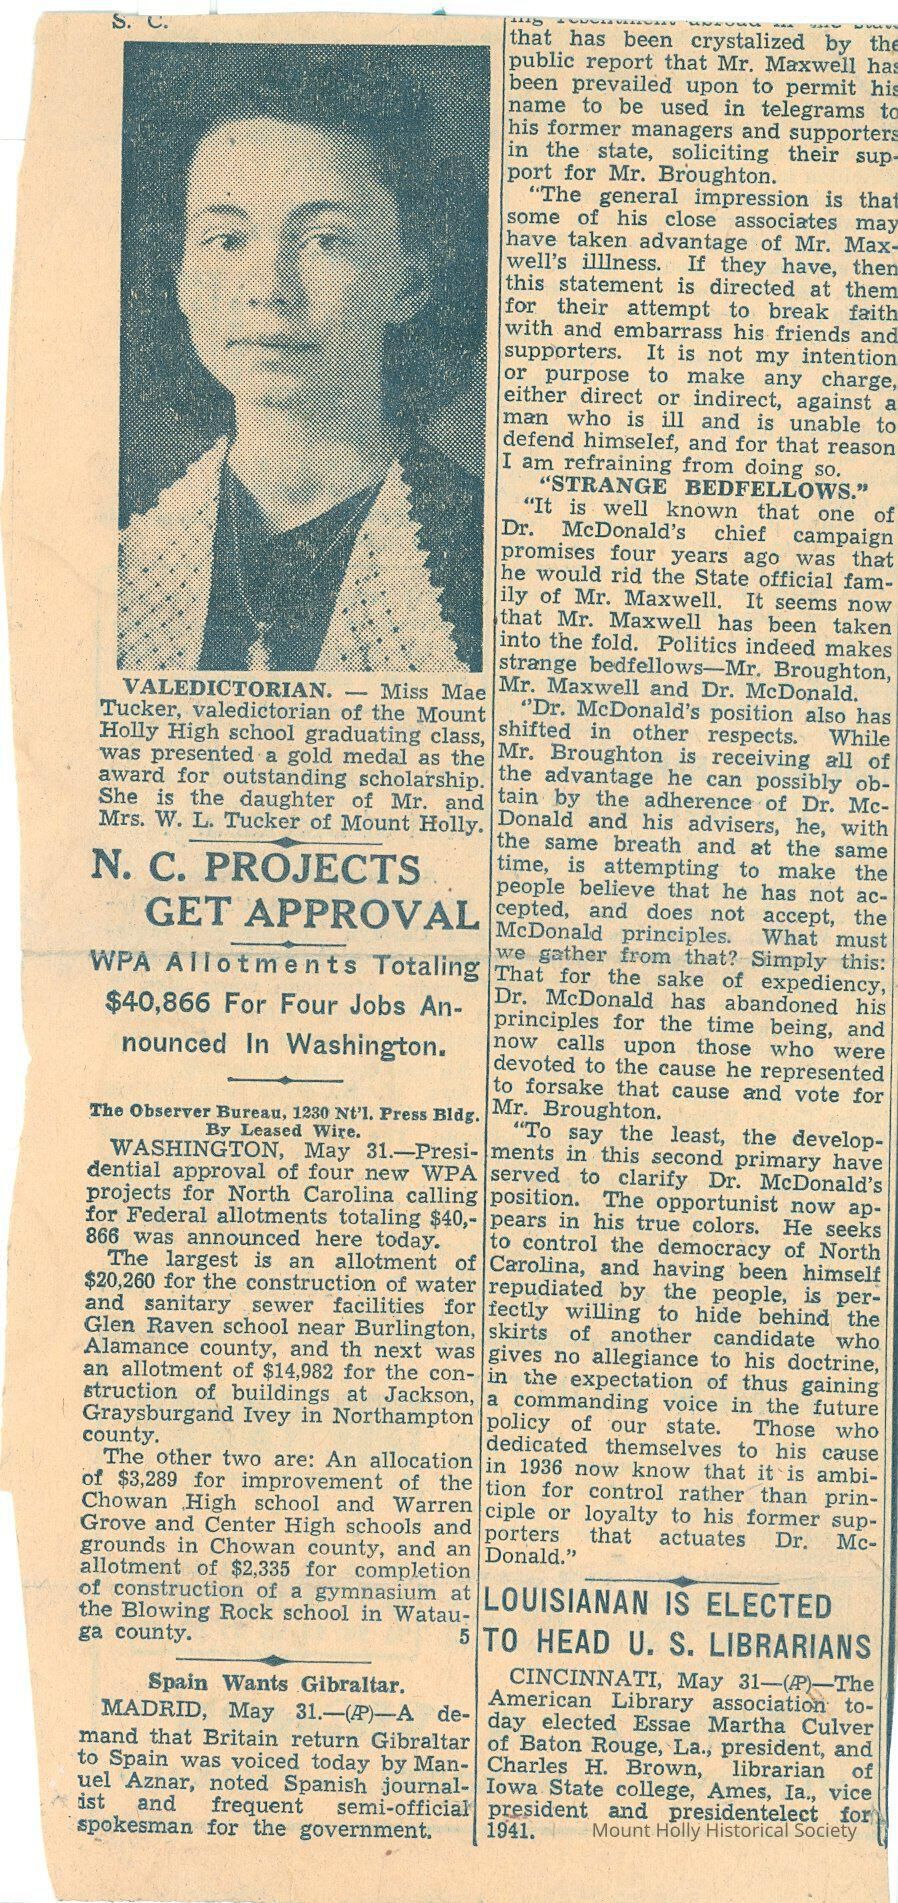 S. C.
VALEDICTORIAN. — Miss Mae
Tucker, valedictorian of the Mount
Holly High school graduating class,
was presented a gold medal as the
award for outstanding scholarship.
She is the daughter of Mr. and
Mrs. W. L. Tucker of Mount Holly.
N. C. PROJECTS
GET APPROVAL
WPA Allotments Totaling
$40,866 For Four Jobs An-
nounced In Washington.
The Observer Bureau, 1230 Nt'l. Press Bldg.
By Leased Wire.
WASHINGTON, May 31.—Presi-
dential approval of four new WPA
projects for North Carolina calling
for Federal allotments totaling $40,-
866 was announced here today.
The largest is an allotment of
$20,260 for the construction of water
and sanitary sewer facilities for
Glen Raven school near Burlington,
Alamance county, and th next was
an allotment of $14,982 for the con-
struction of buildings at Jackson,
Graysburgand Ivey in Northampton
county.
The other two are: An allocation
of $3,289 for improvement of the
Chowan High school and Warren
Grove and Center High schools and
grounds in Chowan county, and an
allotment of $2,335 for completion
of construction of a gymnasium at
the Blowing Rock school in Watau-
ga county. 5
Spain Wants Gibraltar.
MADRID, May 31.—(AP)—A de-
mand that Britain return Gibraltar
to Spain was voiced today by Man-
uel Aznar, noted Spanish journal-
ist and frequent semi-official
spokesman for the government.
ing resentment abroad in the state
that has been crystalized by the
public report that Mr. Maxwell has
been prevailed upon to permit his
name to be used in telegrams to
his former managers and supporters
in the state, soliciting their sup-
port for Mr. Broughton.
"The general impression is that
some of his close associates may
have taken advantage of Mr. Max-
well's illlness. If they have, then
this statement is directed at them
for their attempt to break faith
with and embarrass his friends and
supporters. It is not my intention
or purpose to make any charge,
either direct or indirect, against a
man who is ill and is unable to
defend himselef, and for that reason
I am refraining from doing so.
"STRANGE BEDFELLOWS."
"It is well known that one of
Dr. McDonald's chief campaign
promises four years ago was that
he would rid the State official fam-
ily of Mr. Maxwell. It seems now
that Mr. Maxwell has been taken
into the fold. Politics indeed makes
strange bedfellows—Mr. Broughton,
Mr. Maxwell and Dr. McDonald.
"Dr. McDonald's position also has
shifted in other respects. While
Mr. Broughton is receiving all of
the advantage he can possibly ob-
tain by the adherence of Dr. Mc-
Donald and his advisers, he, with
the same breath and at the same
time, is attempting to make the
people believe that he has not ac-
cepted, and does not accept, the
McDonald principles. What must
we gather from that? Simply this:
That for the sake of expediency,
Dr. McDonald has abandoned his
principles for the time being, and
now calls upon those who were
devoted to the cause he represented
to forsake that cause and vote for
Mr. Broughton.
"To say the least, the develop-
ments in this second primary have
served to clarify Dr. McDonald's
position. The opportunist now ap-
pears in his true colors. He seeks
to control the democracy of North
Carolina, and having been himself
repudiated by the people, is per-
fectly willing to hide behind the
skirts of another candidate who
gives no allegiance to his doctrine,
in the expectation of thus gaining
a commanding voice in the future
policy of our state. Those who
dedicated themselves to his cause
in 1936 now know that it is ambi-
tion for control rather than prin-
ciple or loyalty to his former sup-
porters that actuates Dr. Mc-
Donald."
LOUISIANAN IS ELECTED
TO HEAD U. S. LIBRARIANS
CINCINNATI, May 31—(AP)—The
American Library association to-
day elected Essae Martha Culver
of Baton Rouge, La., president, and
Charles H. Brown, librarian of
Iowa State college, Ames, Ia., vice
president and presidentelect for
1941.
Mount Holly Historical Society